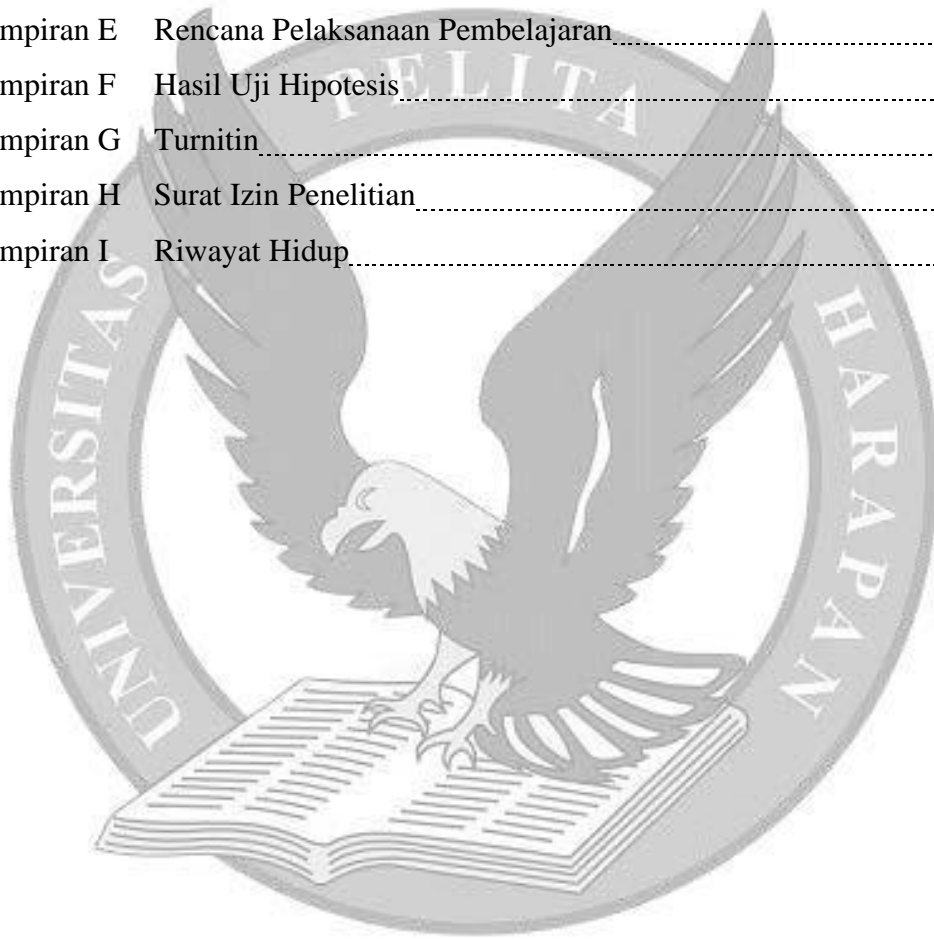 mpiran E Rencana Pelaksanaan Pembelajaran
mpiran F Hasil Uji Hipotesis
mpiran G Turnitin
mpiran H Surat Izin Penelitian
mpiran I Riwayat Hidup
UNIVERSITAS PELITA HARAPAN